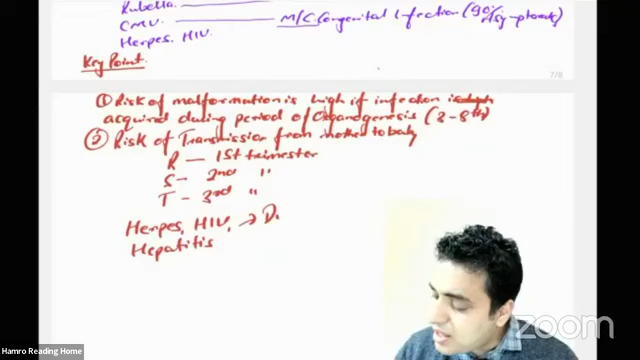 Rubella
CMV. M/C Congenital Infection (90% Asymptomatic)
Herpes, HIV.
Key Point
7/8
① Risk of malformation is high if infection is
acquired during period of Organogenesis (3-8th)
② Risk of Transmission from mother to baby
R — 1st trimester
S — 2nd "
T — 3rd "
Herpes, HIV, → D.
Hepatitis
zoom
Hamro Reading Home